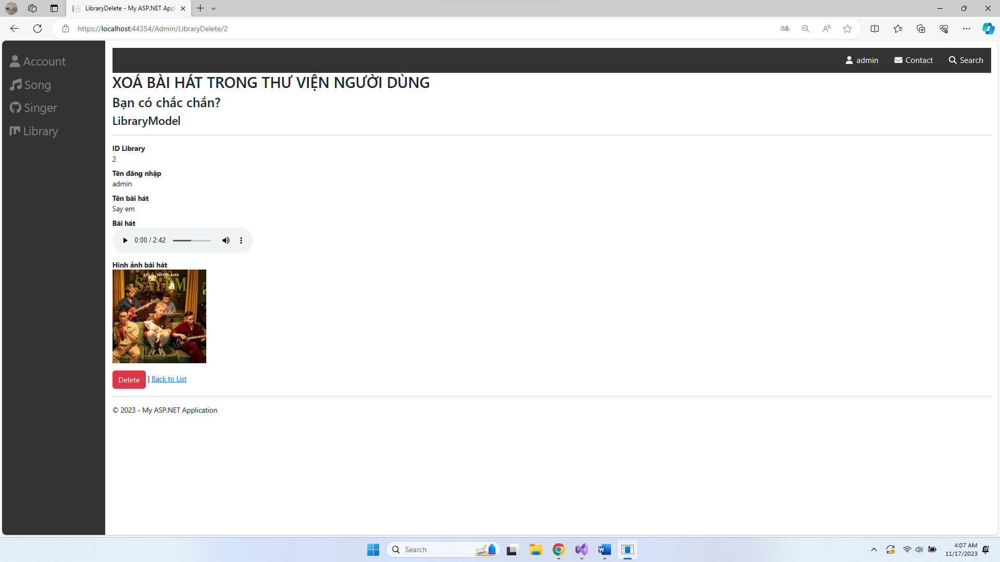 LibraryDelete - My ASP.NET Appl
https://localhost:44354/Admin/LibraryDelete/2
Account
Song
Singer
Library
admin
Contact
Search
XOÁ BÀI HÁT TRONG THƯ VIỆN NGƯỜI DÙNG
Bạn có chắc chắn?
LibraryModel
ID Library
2
Tên đăng nhập
admin
Tên bài hát
Say em
Bài hát
0:00 / 2:42
Hình ảnh bài hát
SAY EM
Delete | Back to List
© 2023 - My ASP.NET Application
Search
4:07 AM
11/17/2023